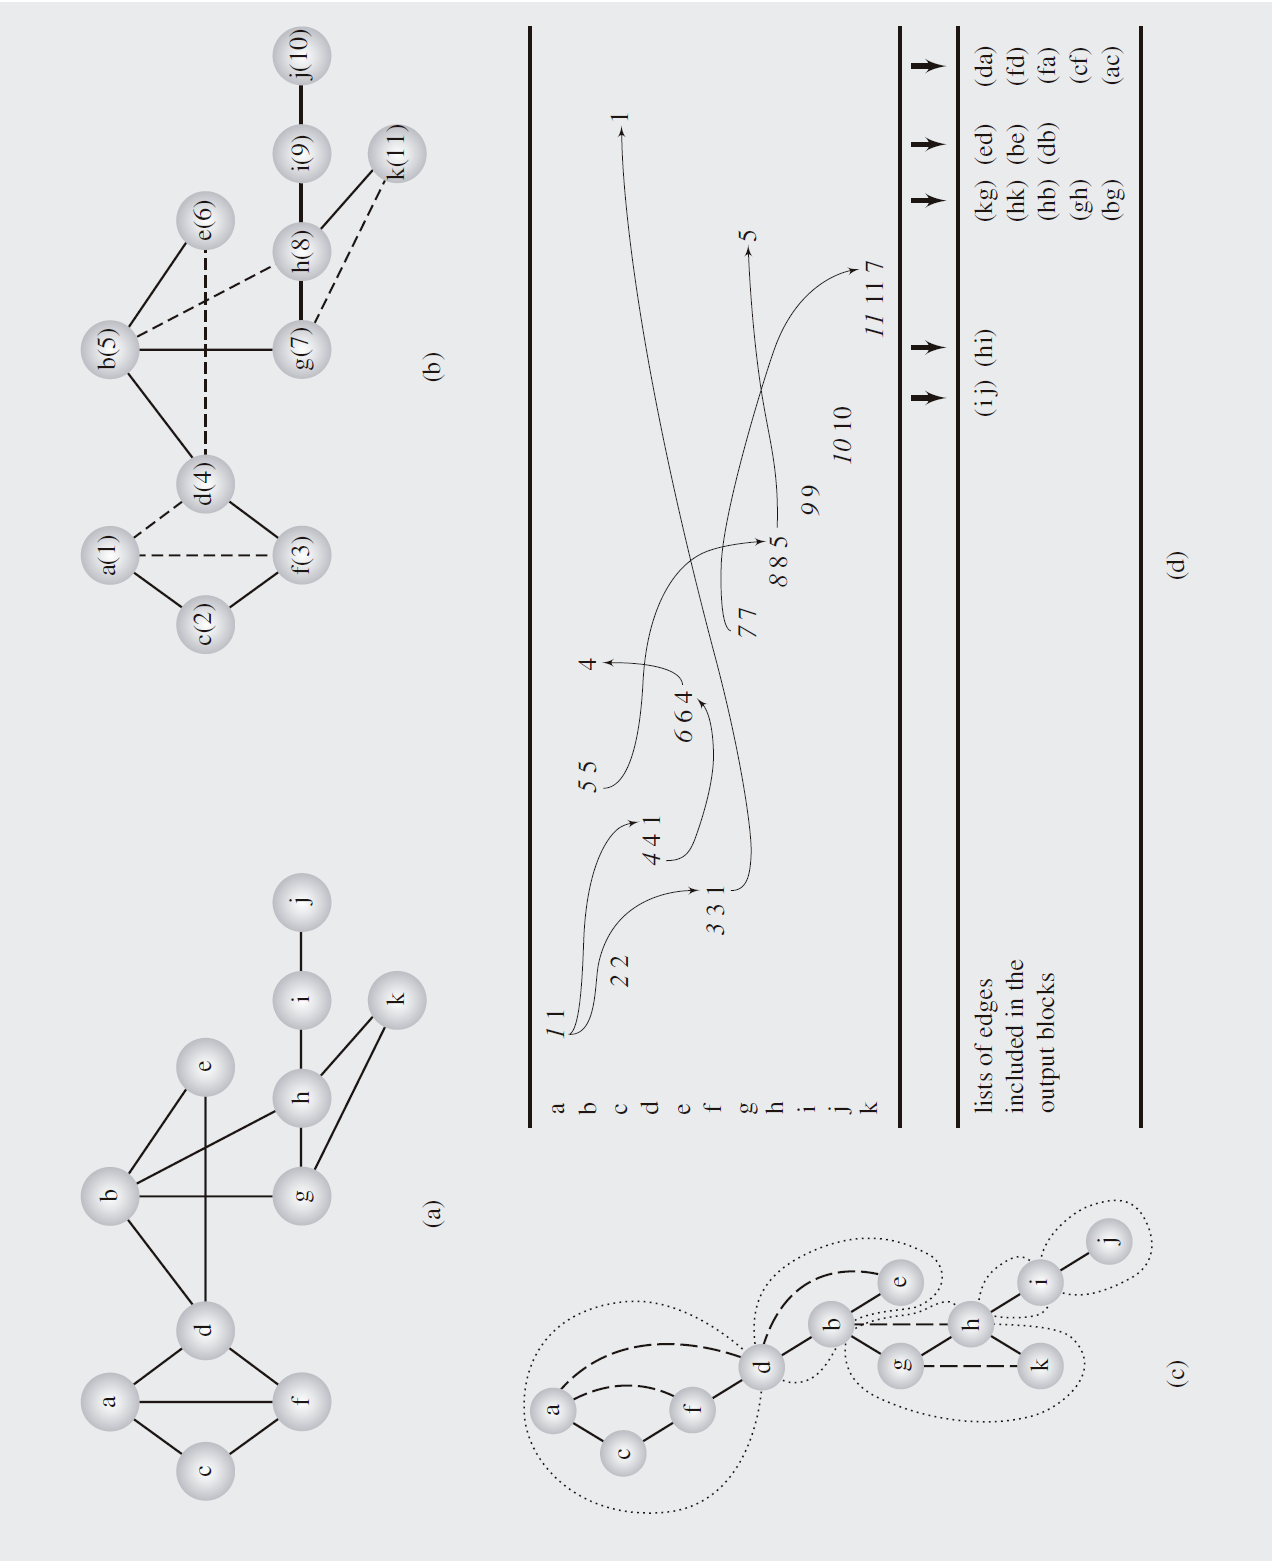 a b
c d e
f g h i j
k
(a)
a(1) b(5)
c(2) d(4) e(6)
f(3) g(7) h(8) i(9) j(10)
k(11)
(b)
a
c
f
d
b
g e
h
k i
j
(c)
a 1 1
b 5 5 4
c 2 2 1
d 4 4 1
e 6 6 4
f 3 3 1
g 7 7 5
h 8 8 5
i 9 9
j 10 10
k 11 11 7
lists of edges (ij) (hi) (kg) (ed) (da)
included in the (hk) (be) (fd)
output blocks (hb) (db) (fa)
(gh) (cf)
(bg) (ac)
(d)